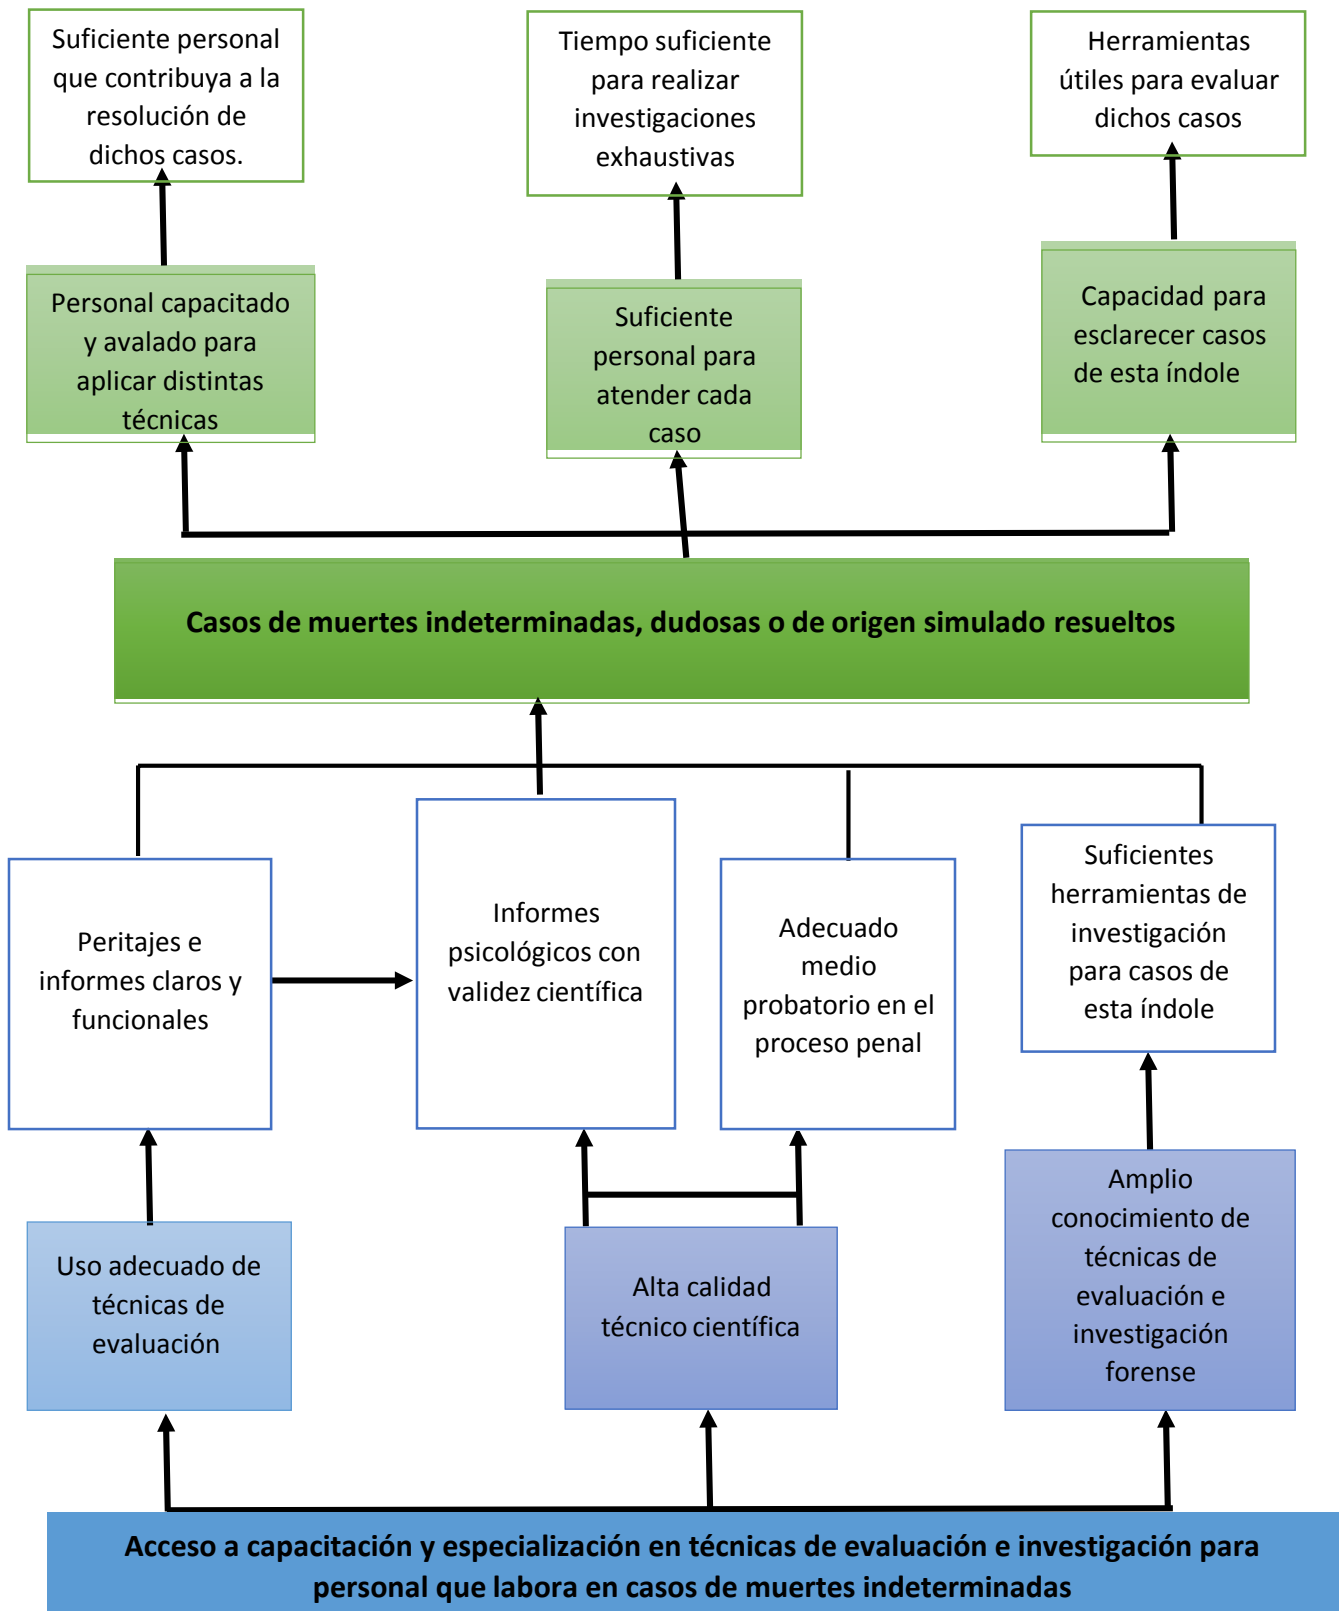 Suficiente personal
que contribuya a la
resolución de
dichos casos.
Tiempo suficiente
para realizar
investigaciones
exhaustivas
Herramientas
útiles para evaluar
dichos casos
Personal capacitado
y avalado para
aplicar distintas
técnicas
Suficiente
personal para
atender cada
caso
Capacidad para
esclarecer casos
de esta índole
Casos de muertes indeterminadas, dudosas o de origen simulado resueltos
Peritajes e
informes claros y
funcionales
Informes
psicológicos con
validez científica
Adecuado
medio
probatorio en el
proceso penal
Suficientes
herramientas de
investigación
para casos de
esta índole
Uso adecuado de
técnicas de
evaluación
Alta calidad
técnico científica
Amplio
conocimiento de
técnicas de
evaluación e
investigación
forense
Acceso a capacitación y especialización en técnicas de evaluación e investigación para
personal que labora en casos de muertes indeterminadas